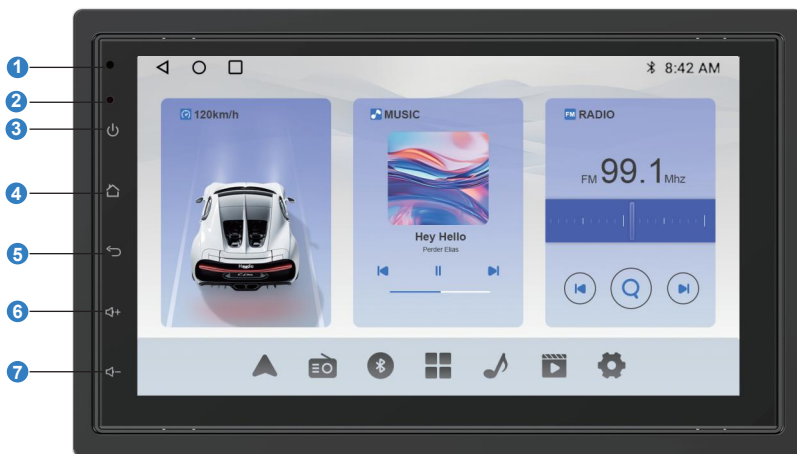 1
2
3
4
5
6
7
8:42 AM
120km/h
MUSIC
Hey Hello
Perder Elias
FM RADIO
FM 99.1 Mhz
+
-